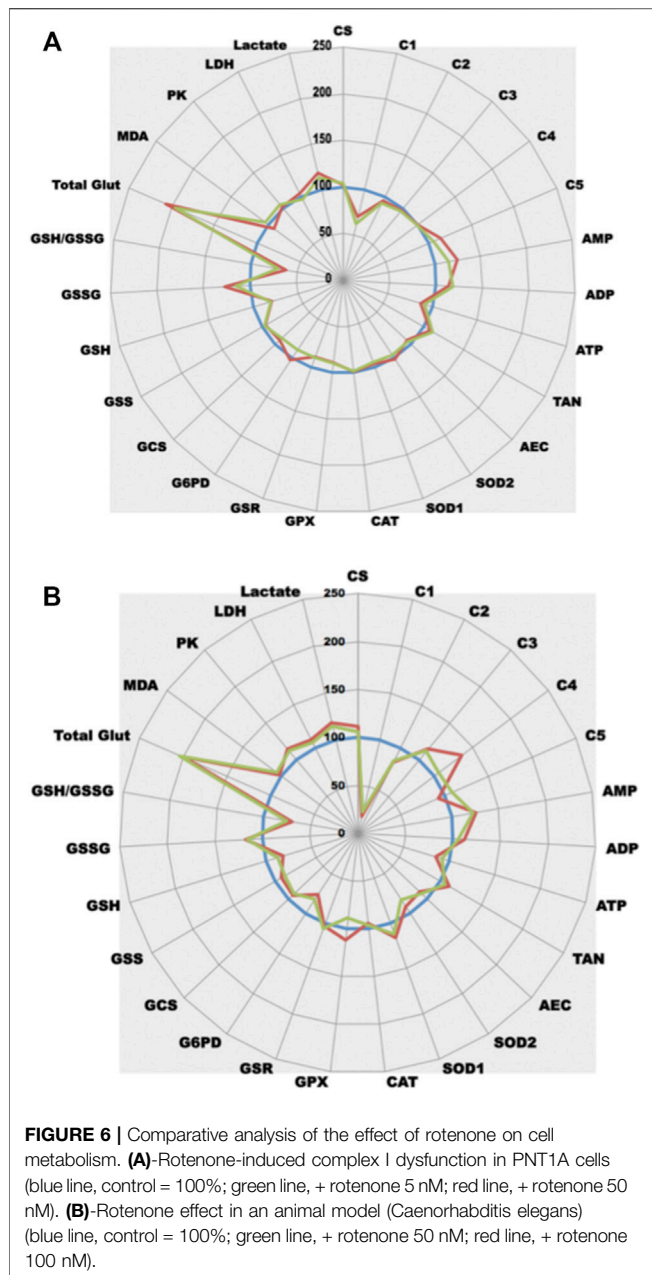 A
CS
C1
C2
C3
C4
C5
AMP
ADP
ATP
TAN
AEC
SOD2
SOD1
CAT
GPX
GSR
G6PD
GCS
GSS
GSH
GSSG
GSH/GSSG
Total Glut
MDA
PK
LDH
Lactate
250
200
150
100
50
0
B
CS
C1
C2
C3
C4
C5
AMP
ADP
ATP
TAN
AEC
SOD2
SOD1
CAT
GPX
GSR
G6PD
GCS
GSS
GSH
GSSG
GSH/GSSG
Total Glut
MDA
PK
LDH
Lactate
250
200
150
100
50
0
FIGURE 6 | Comparative analysis of the effect of rotenone on cell
metabolism. (A)-Rotenone-induced complex I dysfunction in PNT1A cells
(blue line, control = 100%; green line, + rotenone 5 nM; red line, + rotenone 50
nM). (B)-Rotenone effect in an animal model (Caenorhabditis elegans)
(blue line, control = 100%; green line, + rotenone 50 nM; red line, + rotenone
100 nM).